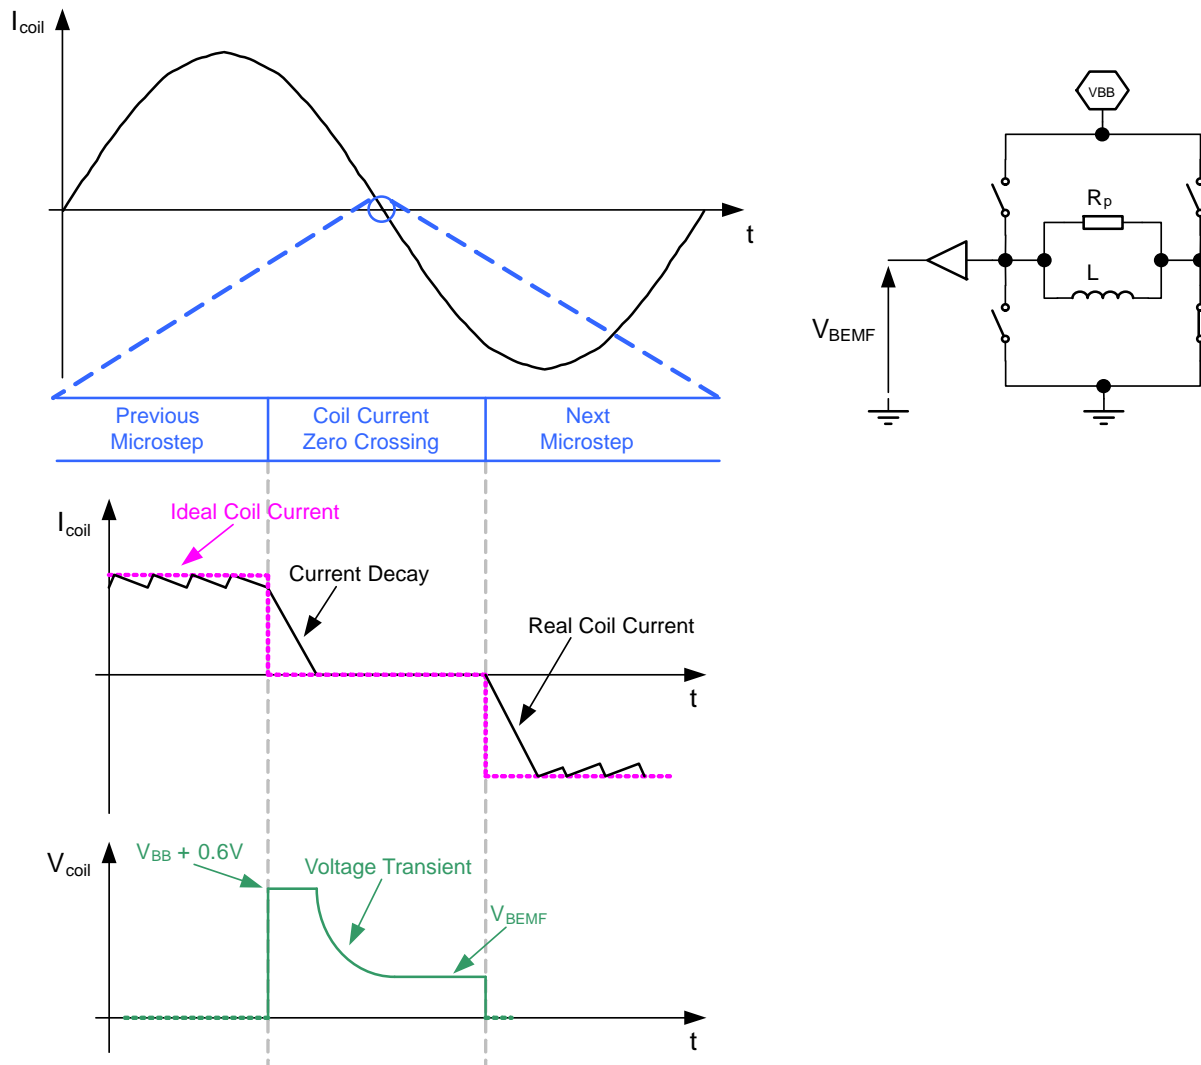 Icoil
t
VBB
Rp
L
VBEMF
Previous
Microstep
Coil Current
Zero Crossing
Next
Microstep
Icoil
Ideal Coil Current
Current Decay
Real Coil Current
t
Vcoil
VBB + 0.6V
Voltage Transient
VBEMF
t